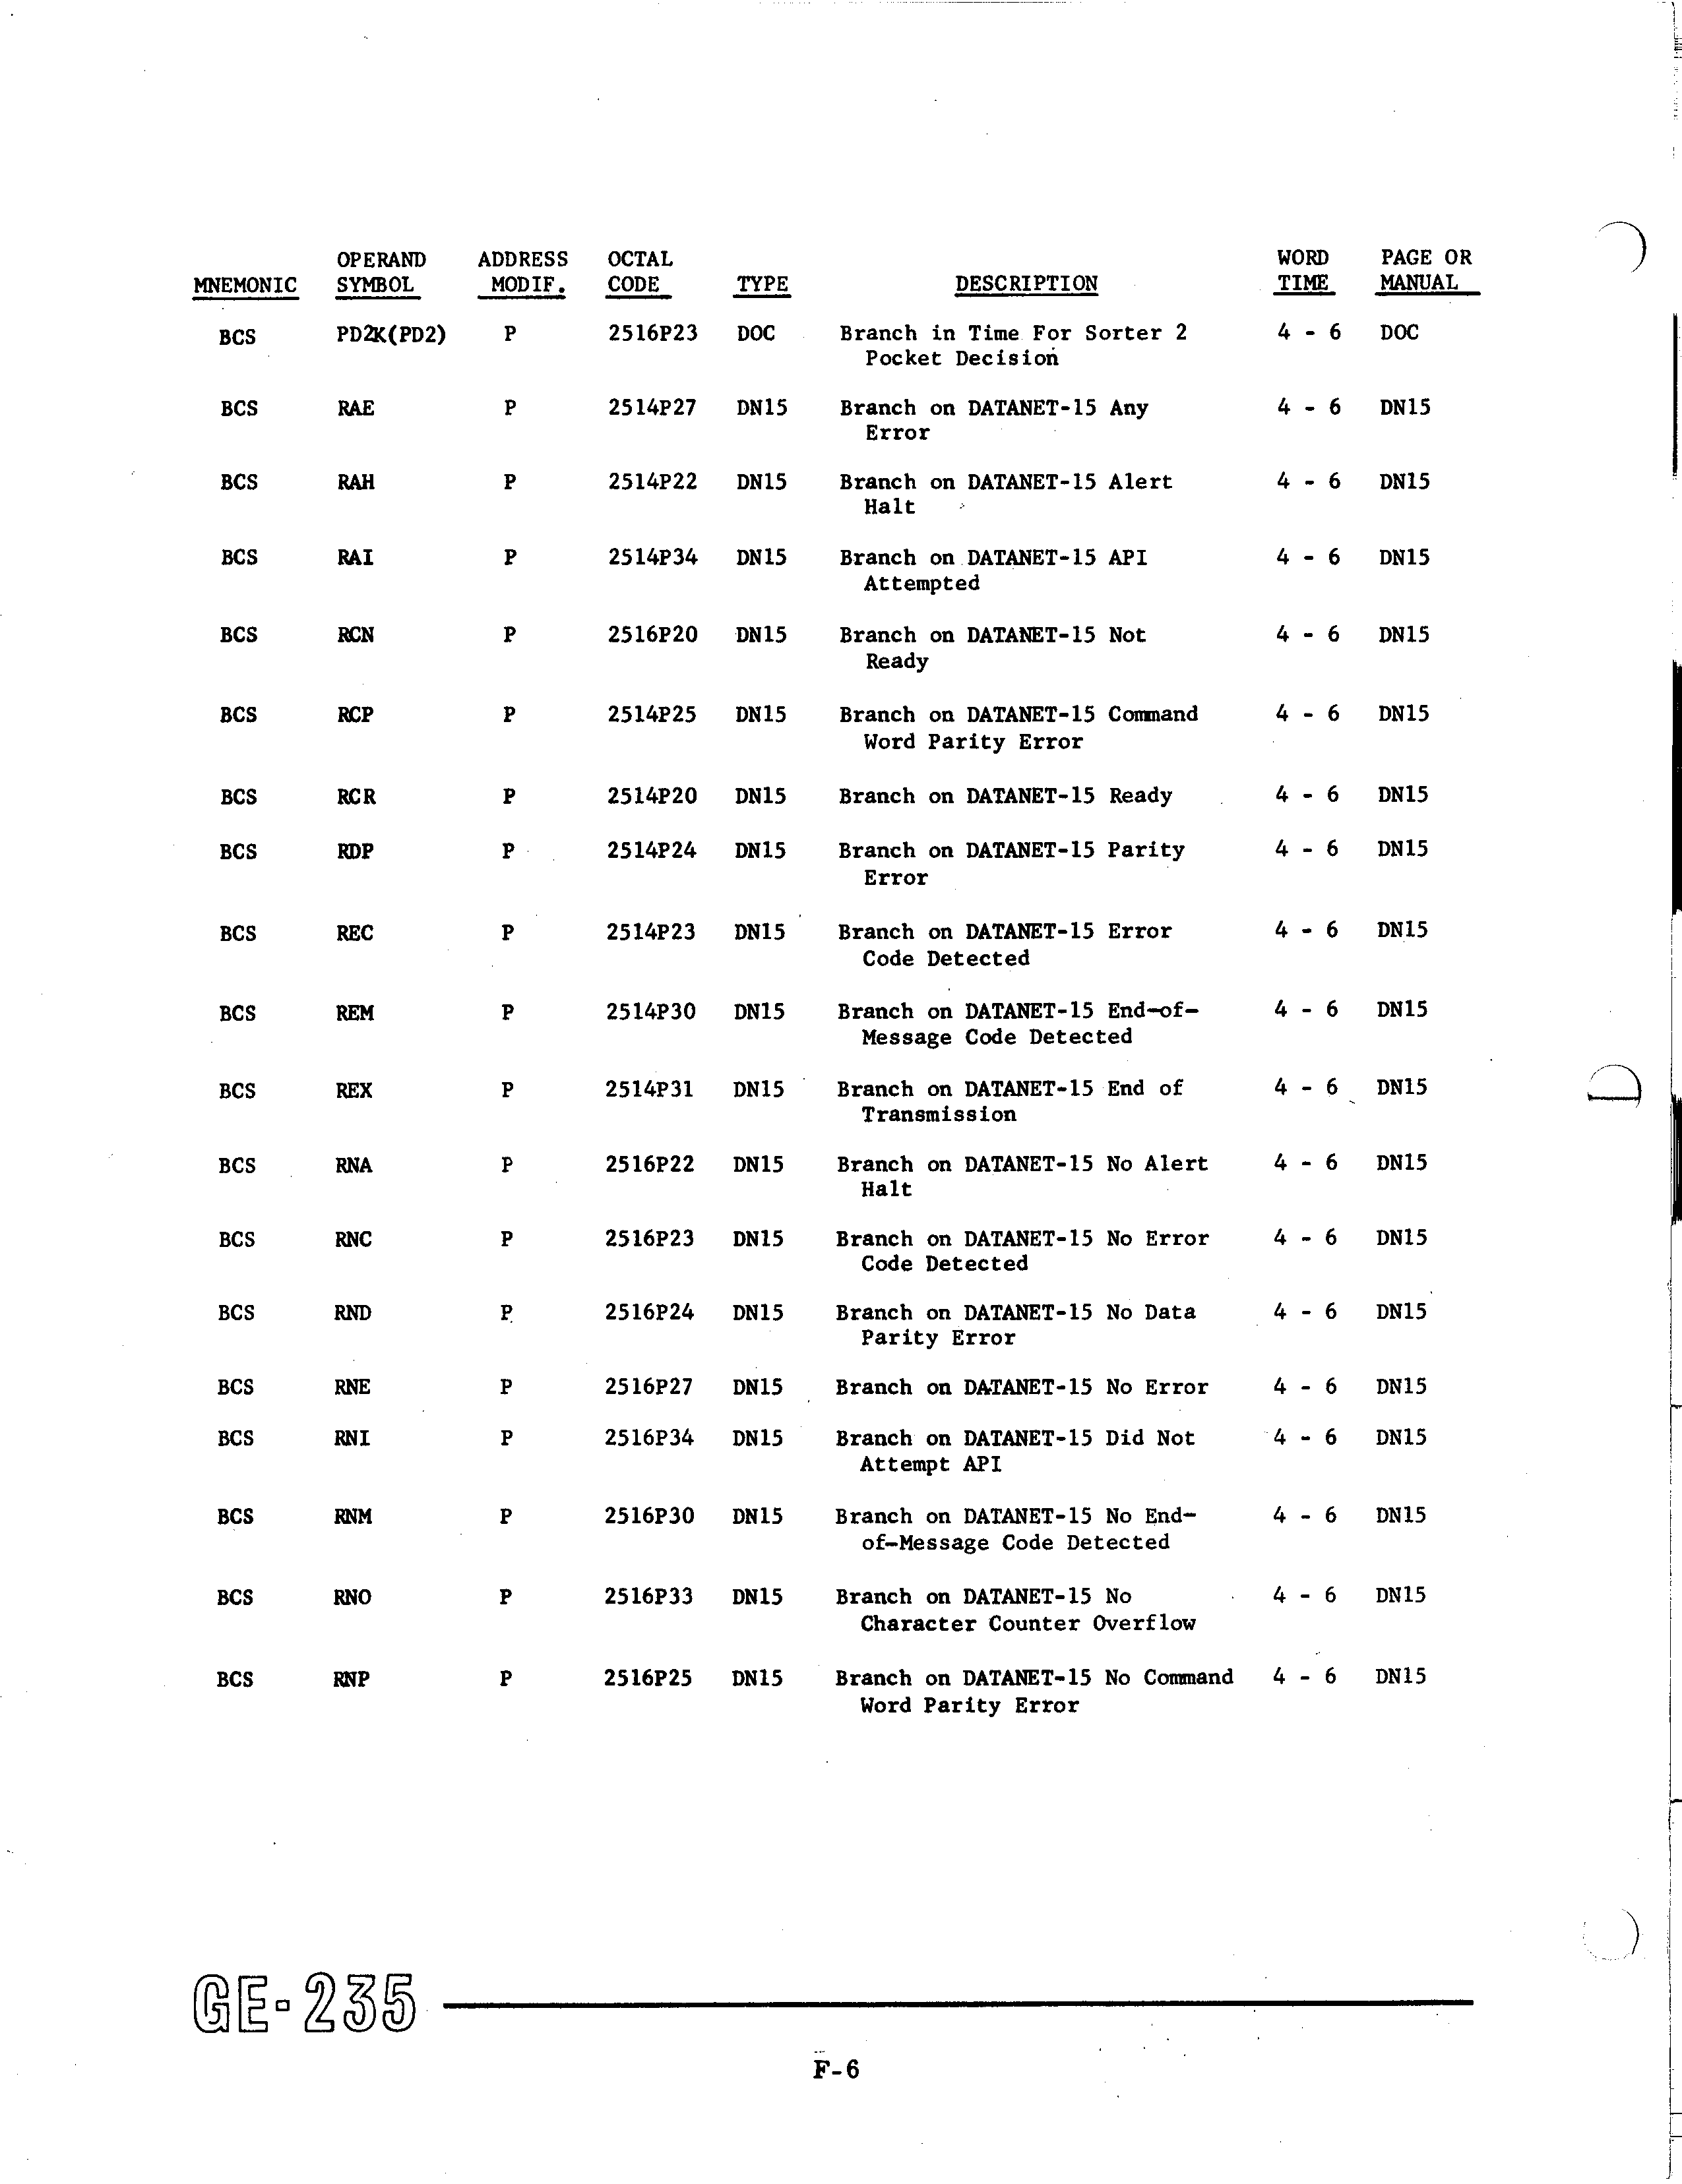 OPERAND ADDRESS OCTAL WORD PAGE OR
MNEMONIC SYMBOL MODIF. CODE TYPE DESCRIPTION TIME MANUAL
BCS PD2K(PD2) P 2516P23 DOC Branch in Time For Sorter 2 4 - 6 DOC
Pocket Decision
BCS RAE P 2514P27 DN15 Branch on DATANET-15 Any 4 - 6 DN15
Error
BCS RAH P 2514P22 DN15 Branch on DATANET-15 Alert 4 - 6 DN15
Halt
BCS RAI P 2514P34 DN15 Branch on DATANET-15 API 4 - 6 DN15
Attempted
BCS RCN P 2516P20 DN15 Branch on DATANET-15 Not 4 - 6 DN15
Ready
BCS RCP P 2514P25 DN15 Branch on DATANET-15 Command 4 - 6 DN15
Word Parity Error
BCS RCR P 2514P20 DN15 Branch on DATANET-15 Ready 4 - 6 DN15
BCS RDP P 2514P24 DN15 Branch on DATANET-15 Parity 4 - 6 DN15
Error
BCS REC P 2514P23 DN15 Branch on DATANET-15 Error 4 - 6 DN15
Code Detected
BCS REM P 2514P30 DN15 Branch on DATANET-15 End-of- 4 - 6 DN15
Message Code Detected
BCS REX P 2514P31 DN15 Branch on DATANET-15 End of 4 - 6 DN15
Transmission
BCS RNA P 2516P22 DN15 Branch on DATANET-15 No Alert 4 - 6 DN15
Halt
BCS RNC P 2516P23 DN15 Branch on DATANET-15 No Error 4 - 6 DN15
Code Detected
BCS RND P 2516P24 DN15 Branch on DATANET-15 No Data 4 - 6 DN15
Parity Error
BCS RNE P 2516P27 DN15 Branch on DATANET-15 No Error 4 - 6 DN15
BCS RNI P 2516P34 DN15 Branch on DATANET-15 Did Not 4 - 6 DN15
Attempt API
BCS RNM P 2516P30 DN15 Branch on DATANET-15 No End- 4 - 6 DN15
of-Message Code Detected
BCS RNO P 2516P33 DN15 Branch on DATANET-15 No 4 - 6 DN15
Character Counter Overflow
BCS RNP P 2516P25 DN15 Branch on DATANET-15 No Command 4 - 6 DN15
Word Parity Error
GE-235
F-6